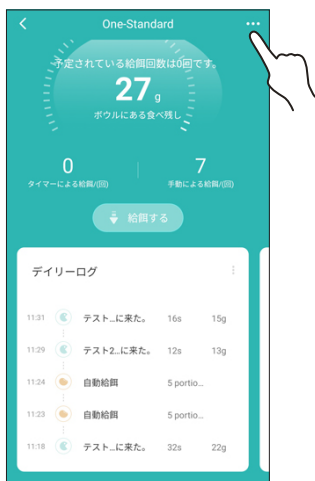 One-Standard
予定されている給餌回数は0回です。
27 g
ボウルにある食べ残し
0 7
タイマーによる給餌/(回) 手動による給餌/(回)
給餌する
デイリーログ
11:31 テスト...に来た。 16s 15g
11:29 テスト2...に来た。 12s 13g
11:24 自動給餌 5 portio...
11:23 自動給餌 5 portio...
11:18 テスト...に来た。 32s 22g